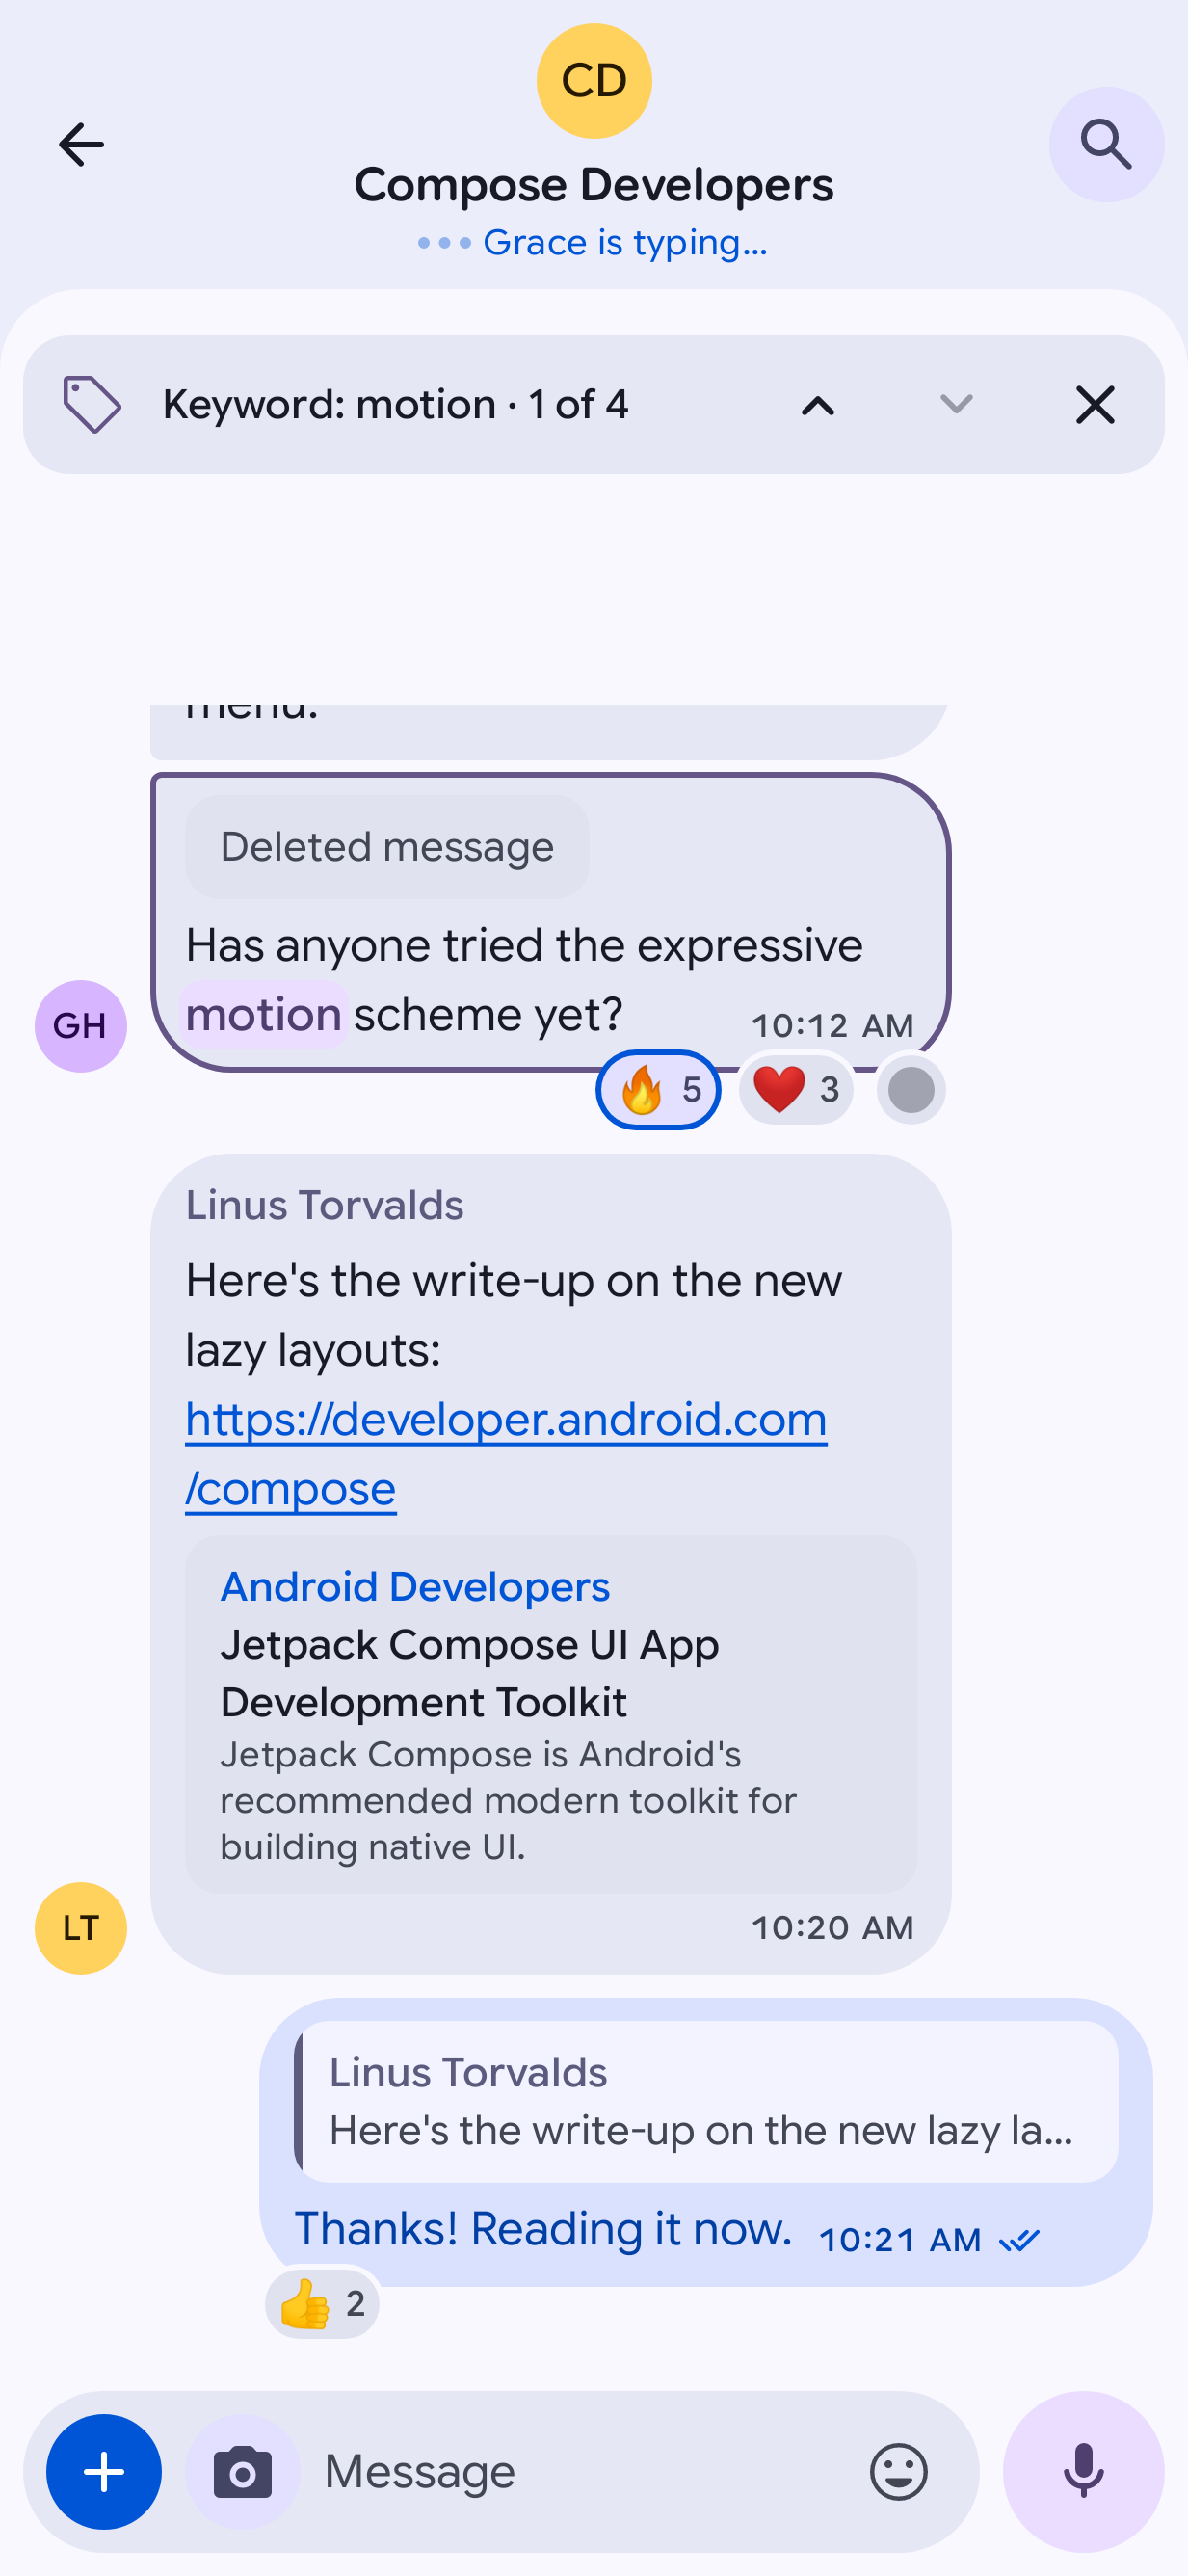 CD
Compose Developers
Grace is typing...
Keyword: motion · 1 of 4
menu.
Deleted message
Has anyone tried the expressive
motion scheme yet?
10:12 AM
GH
🔥 5 ❤️ 3
Linus Torvalds
Here's the write-up on the new
lazy layouts:
https://developer.android.com
/compose
Android Developers
Jetpack Compose UI App
Development Toolkit
Jetpack Compose is Android's
recommended modern toolkit for
building native UI.
LT
10:20 AM
Linus Torvalds
Here's the write-up on the new lazy la...
Thanks! Reading it now. 10:21 AM
👍 2
Message